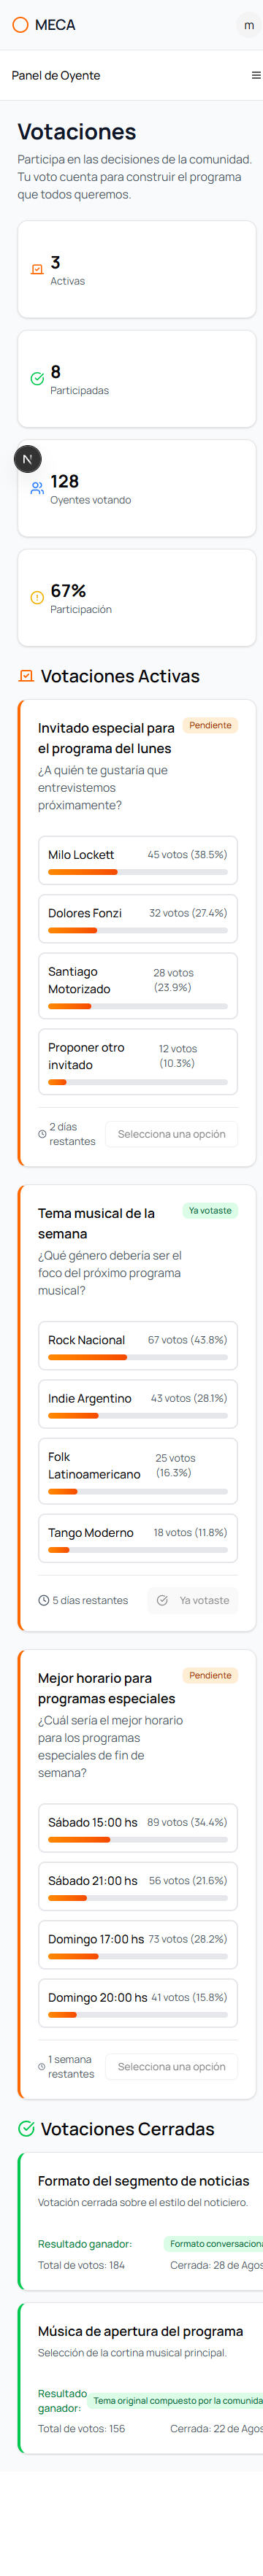 MECA
m
Panel de Oyente
Votaciones
Participa en las decisiones de la comunidad.
Tu voto cuenta para construir el programa
que todos queremos.
3
Activas
8
Participadas
N
128
Oyentes votando
67%
Participación
Votaciones Activas
Invitado especial para
el programa del lunes
Pendiente
¿A quién te gustaría que
entrevistemos
próximamente?
Milo Lockett
45 votos (38.5%)
Dolores Fonzi
32 votos (27.4%)
Santiago
Motorizado
28 votos
(23.9%)
Proponer otro
invitado
12 votos
(10.3%)
2 días
restantes
Selecciona una opción
Tema musical de la
semana
Ya votaste
¿Qué género debería ser el
foco del próximo programa
musical?
Rock Nacional
67 votos (43.8%)
Indie Argentino
43 votos (28.1%)
Folk
Latinoamericano
25 votos
(16.3%)
Tango Moderno
18 votos (11.8%)
5 días restantes
Ya votaste
Mejor horario para
programas especiales
Pendiente
¿Cuál sería el mejor horario
para los programas
especiales de fin de
semana?
Sábado 15:00 hs
89 votos (34.4%)
Sábado 21:00 hs
56 votos (21.6%)
Domingo 17:00 hs
73 votos (28.2%)
Domingo 20:00 hs
41 votos (15.8%)
1 semana
restantes
Selecciona una opción
Votaciones Cerradas
Formato del segmento de noticias
Votación cerrada sobre el estilo del noticiero.
Resultado ganador:
Formato conversaciona
Total de votos: 184
Cerrada: 28 de Agos
Música de apertura del programa
Selección de la cortina musical principal.
Resultado
ganador:
Tema original compuesto por la comunida
Total de votos: 156
Cerrada: 22 de Agos